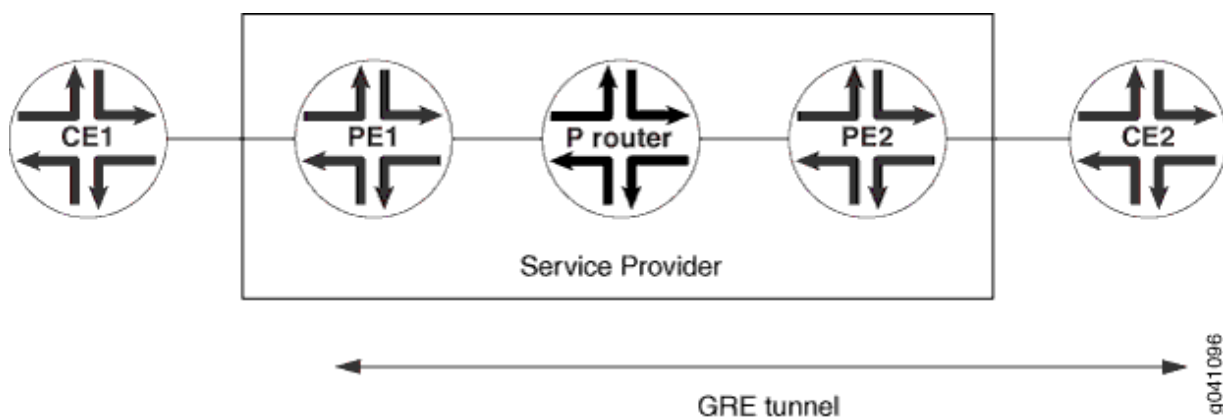 CE1
PE1
P router
PE2
CE2
Service Provider
GRE tunnel
g041096